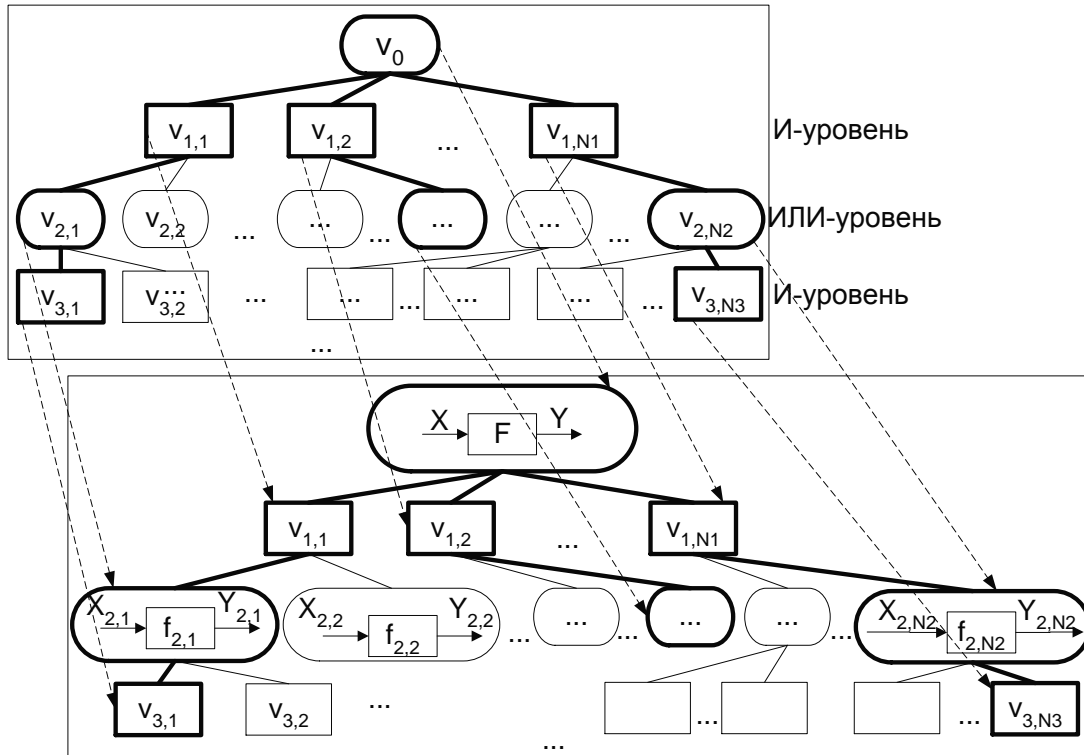 v0
v1,1 v1,2 ... v1,N1 И-уровень
v2,1 v2,2 ... ... ... ... ... ... v2,N2 ИЛИ-уровень
v3,1 ... v3,2 ... ... ... ... ... ... v3,N3 И-уровень
...
X F Y
v1,1 v1,2 ... v1,N1
X2,1 f2,1 Y2,1 X2,2 f2,2 Y2,2 ... ... ... ... ... ... X2,N2 f2,N2 Y2,N2
v3,1 v3,2 ... ... ... v3,N3
...